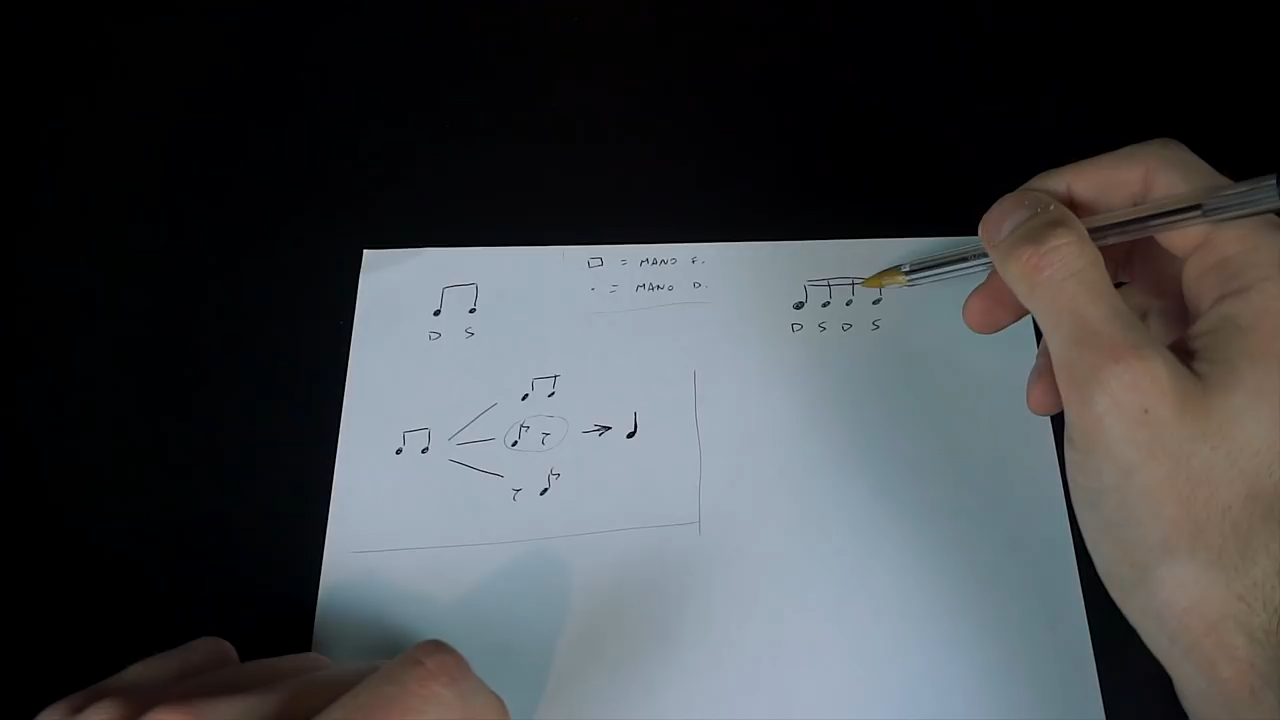 = MANO F.
= MANO D.
D S
D S D S